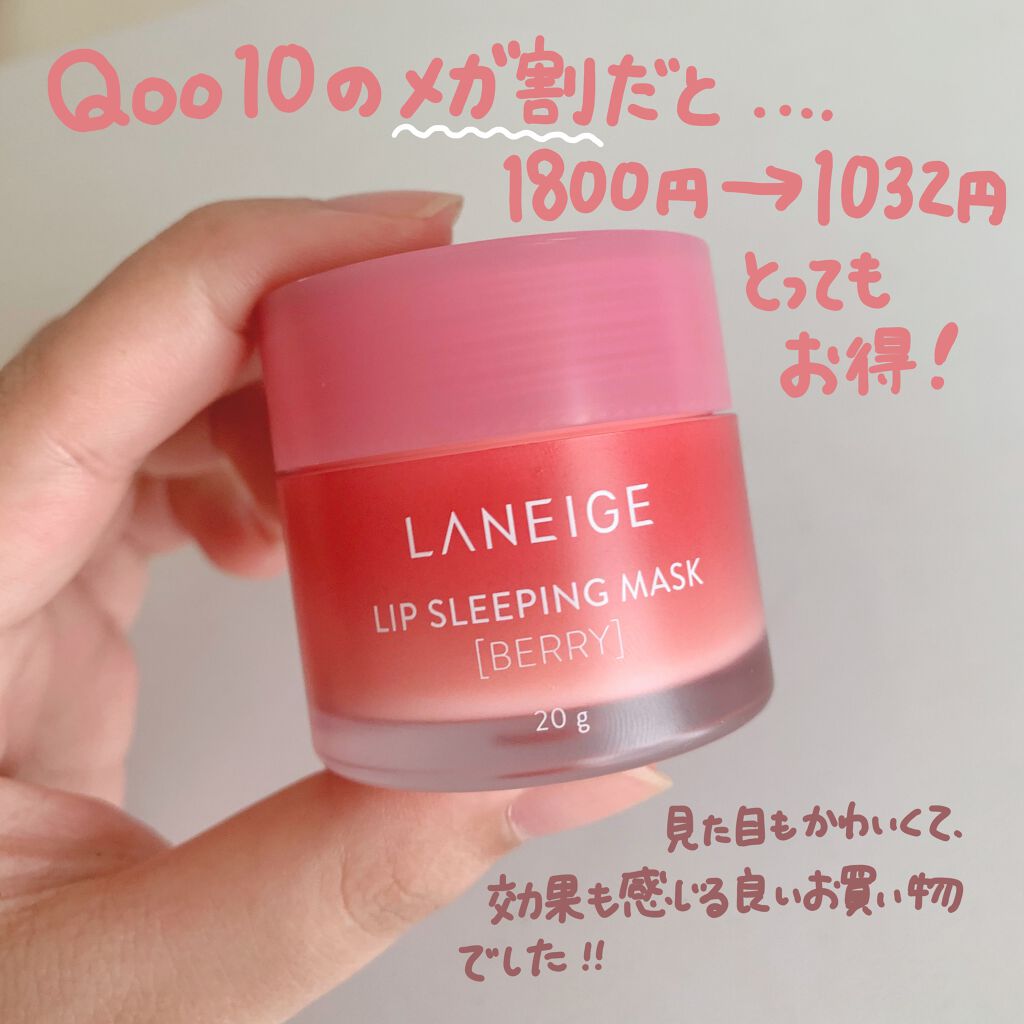 Qoo10のメガ割だと....
1800円→1032円
とっても
お得!
LANEIGE
LIP SLEEPING MASK
[BERRY]
20g
見た目もかわいくて、
効果も感じる良いお買い物
でした!!